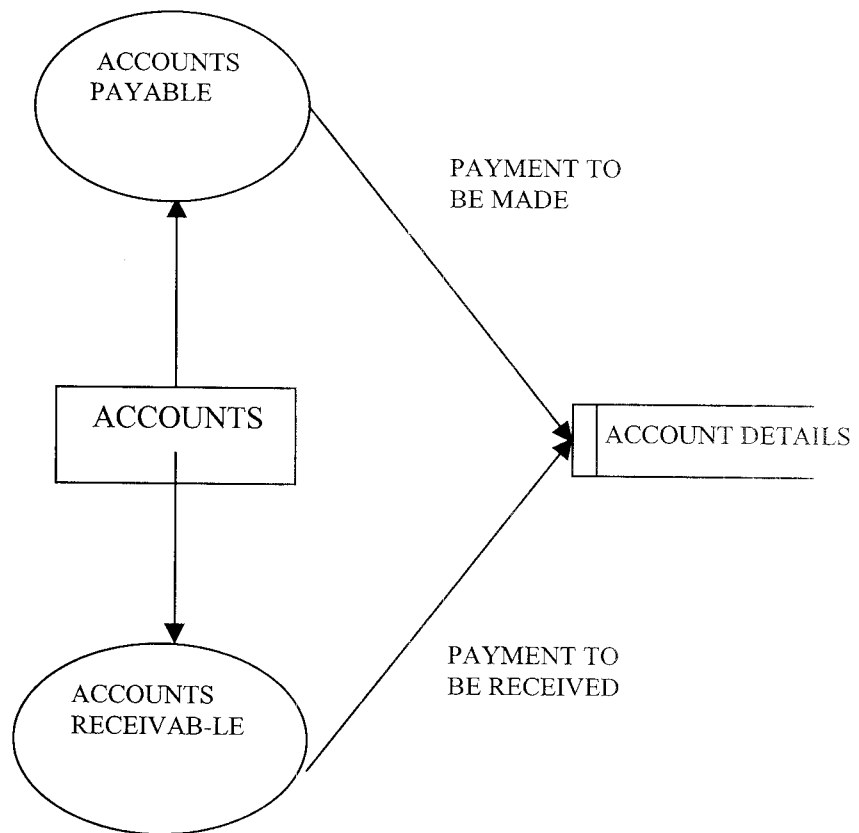 ACCOUNTS
PAYABLE
PAYMENT TO
BE MADE
ACCOUNTS
ACCOUNT DETAILS
PAYMENT TO
BE RECEIVED
ACCOUNTS
RECEIVAB-LE